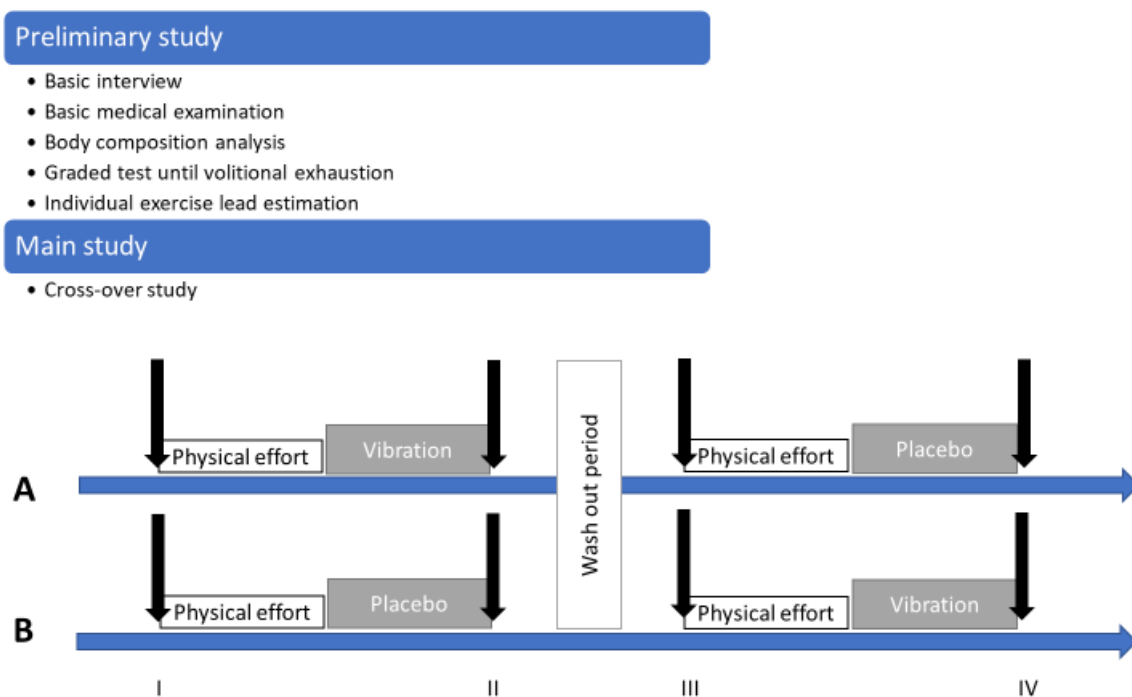 Preliminary study
• Basic interview
• Basic medical examination
• Body composition analysis
• Graded test until volitional exhaustion
• Individual exercise lead estimation
Main study
• Cross-over study
Physical effort
Vibration
Wash out period
Physical effort
Placebo
A
Physical effort
Placebo
Physical effort
Vibration
B
I
II
III
IV